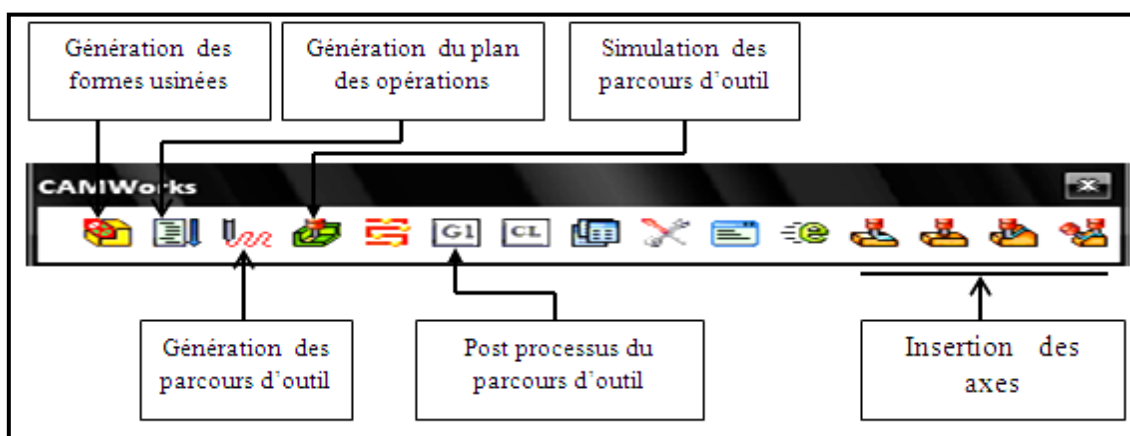 Génération des
formes usinées
Génération du plan
des opérations
Simulation des
parcours d'outil
CAMWorks
G1
CL
Génération des
parcours d'outil
Post processus du
parcours d'outil
Insertion des
axes